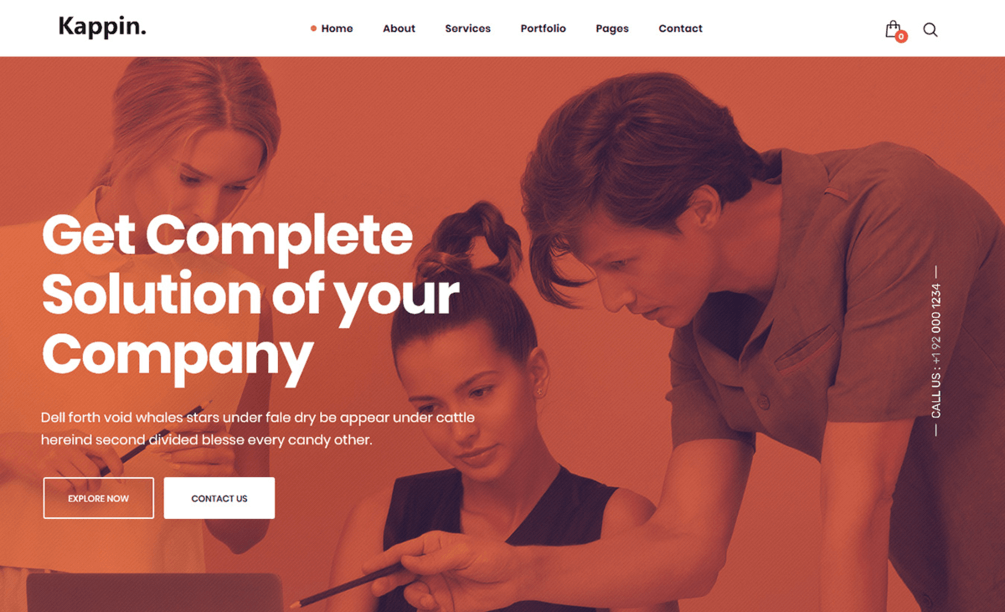 Kappin.
Home About Services Portfolio Pages Contact
0
Get Complete
Solution of your
Company
Dell forth void whales stars under fale dry be appear under cattle
hereind second divided blesse every candy other.
EXPLORE NOW
CONTACT US
— CALL US : +1 92 000 1234 —